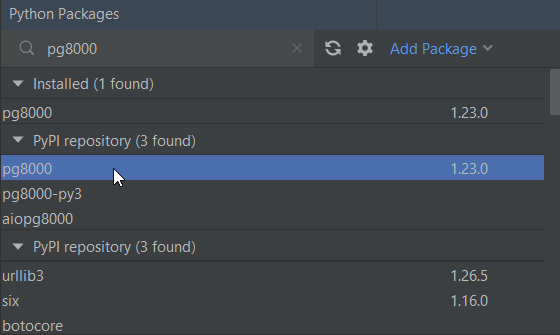 Python Packages
pg8000 Add Package
Installed (1 found)
pg8000 1.23.0
PyPI repository (3 found)
pg8000 1.23.0
pg8000-py3
aiopg8000
PyPI repository (3 found)
urllib3 1.26.5
six 1.16.0
botocore